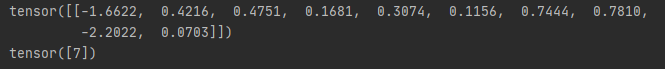 tensor([[-1.6622,  0.4216,  0.4751,  0.1681,  0.3074,  0.1156,  0.7444,  0.7810,
         -2.2022,  0.0703]])
tensor([7])